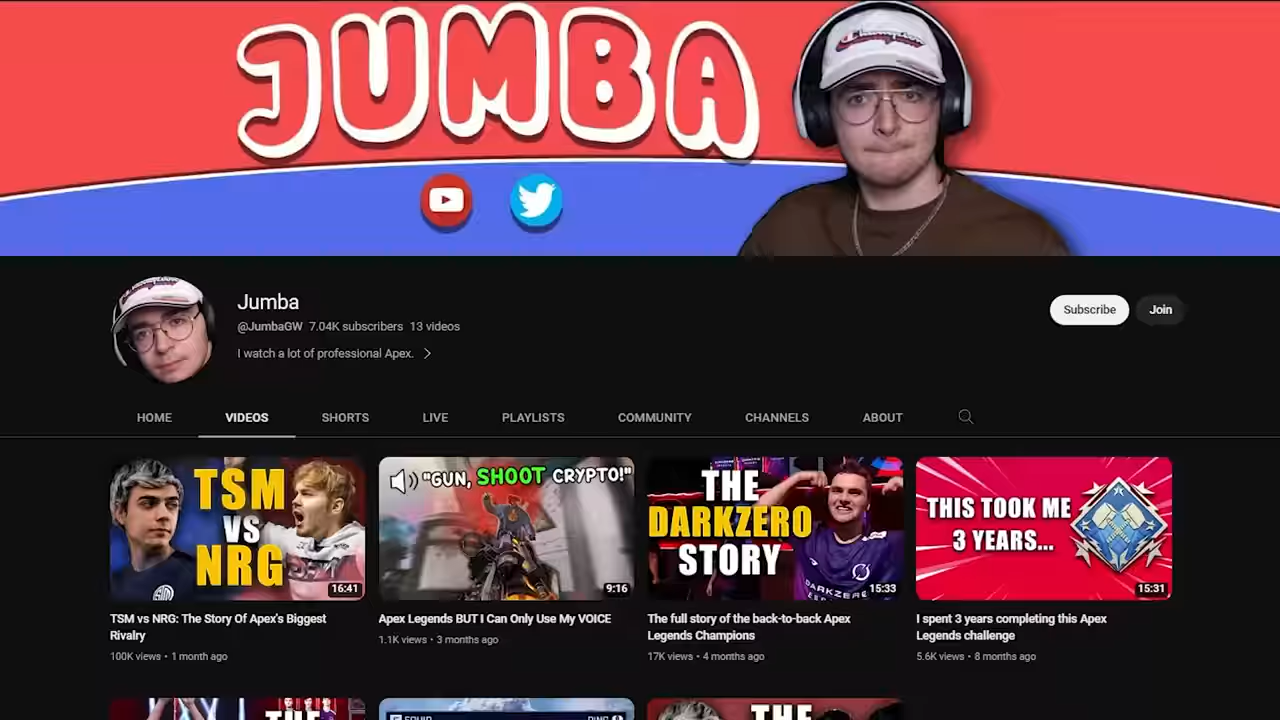 JUMBA
Champion
Jumba
@JumbaGW 7.04K subscribers 13 videos
Subscribe
Join
I watch a lot of professional Apex.
HOME VIDEOS SHORTS LIVE PLAYLISTS COMMUNITY CHANNELS ABOUT
TSM
VS
NRG
TSM
16:41
TSM vs NRG: The Story Of Apex's Biggest
Rivalry
100K views • 1 month ago
"GUN, SHOOT CRYPTO!"
9:16
Apex Legends BUT I Can Only Use My VOICE
1.1K views • 3 months ago
THE
DARKZERO
STORY
DARKZERO
15:33
The full story of the back-to-back Apex
Legends Champions
17K views • 4 months ago
THIS TOOK ME
3 YEARS...
15:31
I spent 3 years completing this Apex
Legends challenge
5.6K views • 8 months ago
THE
EQUIP
PING
THE